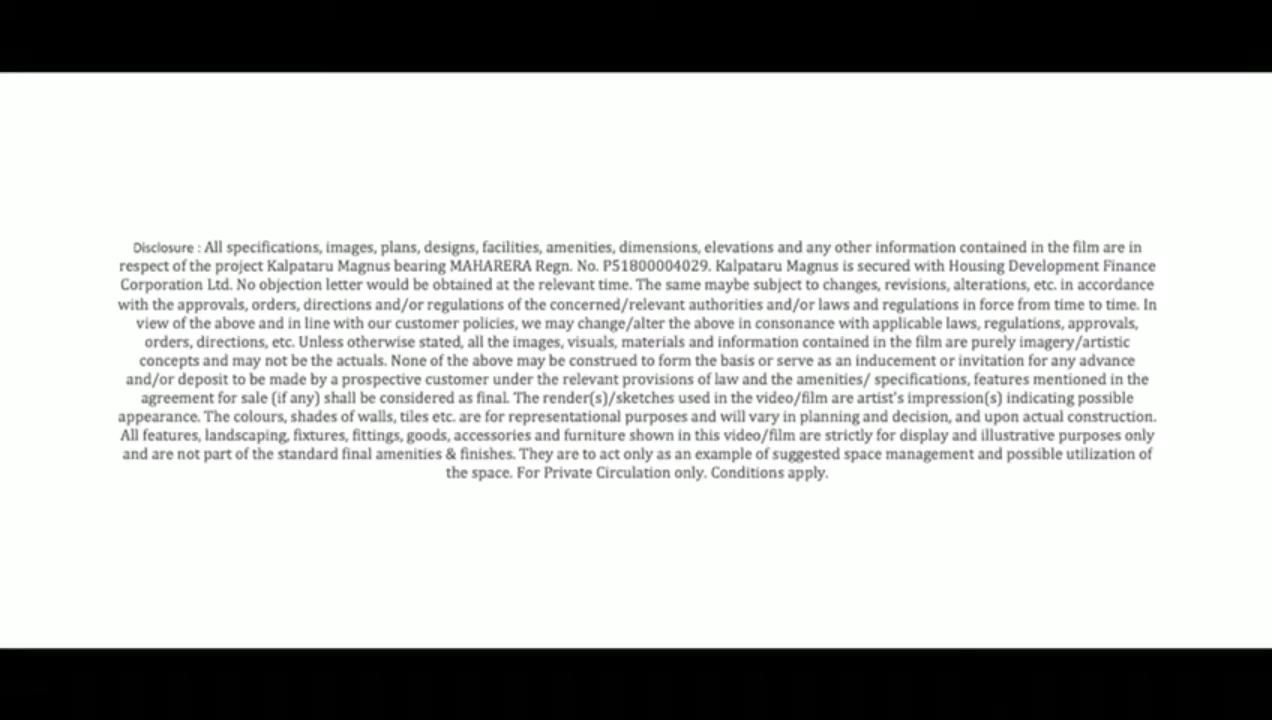 Disclosure : All specifications, images, plans, designs, facilities, amenities, dimensions, elevations and any other information contained in the film are in
respect of the project Kalpataru Magnus bearing MAHARERA Regn. No. P51800004029. Kalpataru Magnus is secured with Housing Development Finance
Corporation Ltd. No objection letter would be obtained at the relevant time. The same maybe subject to changes, revisions, alterations, etc. in accordance
with the approvals, orders, directions and/or regulations of the concerned/relevant authorities and/or laws and regulations in force from time to time. In
view of the above and in line with our customer policies, we may change/alter the above in consonance with applicable laws, regulations, approvals,
orders, directions, etc. Unless otherwise stated, all the images, visuals, materials and information contained in the film are purely imagery/artistic
concepts and may not be the actuals. None of the above may be construed to form the basis or serve as an inducement or invitation for any advance
and/or deposit to be made by a prospective customer under the relevant provisions of law and the amenities/ specifications, features mentioned in the
agreement for sale (if any) shall be considered as final. The render(s)/sketches used in the video/film are artist's impression(s) indicating possible
appearance. The colours, shades of walls, tiles etc. are for representational purposes and will vary in planning and decision, and upon actual construction.
All features, landscaping, fixtures, fittings, goods, accessories and furniture shown in this video/film are strictly for display and illustrative purposes only
and are not part of the standard final amenities & finishes. They are to act only as an example of suggested space management and possible utilization of
the space. For Private Circulation only. Conditions apply.